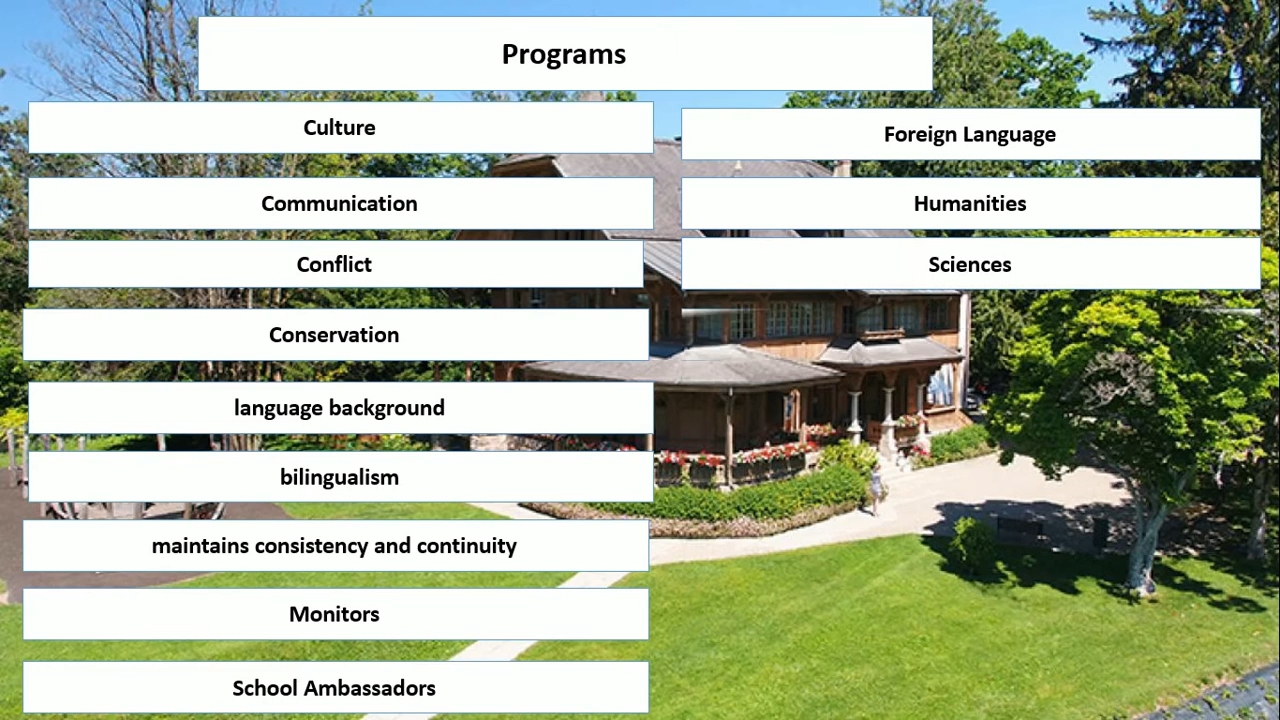 Programs
Culture
Communication
Conflict
Conservation
language background
bilingualism
maintains consistency and continuity
Monitors
School Ambassadors
Foreign Language
Humanities
Sciences